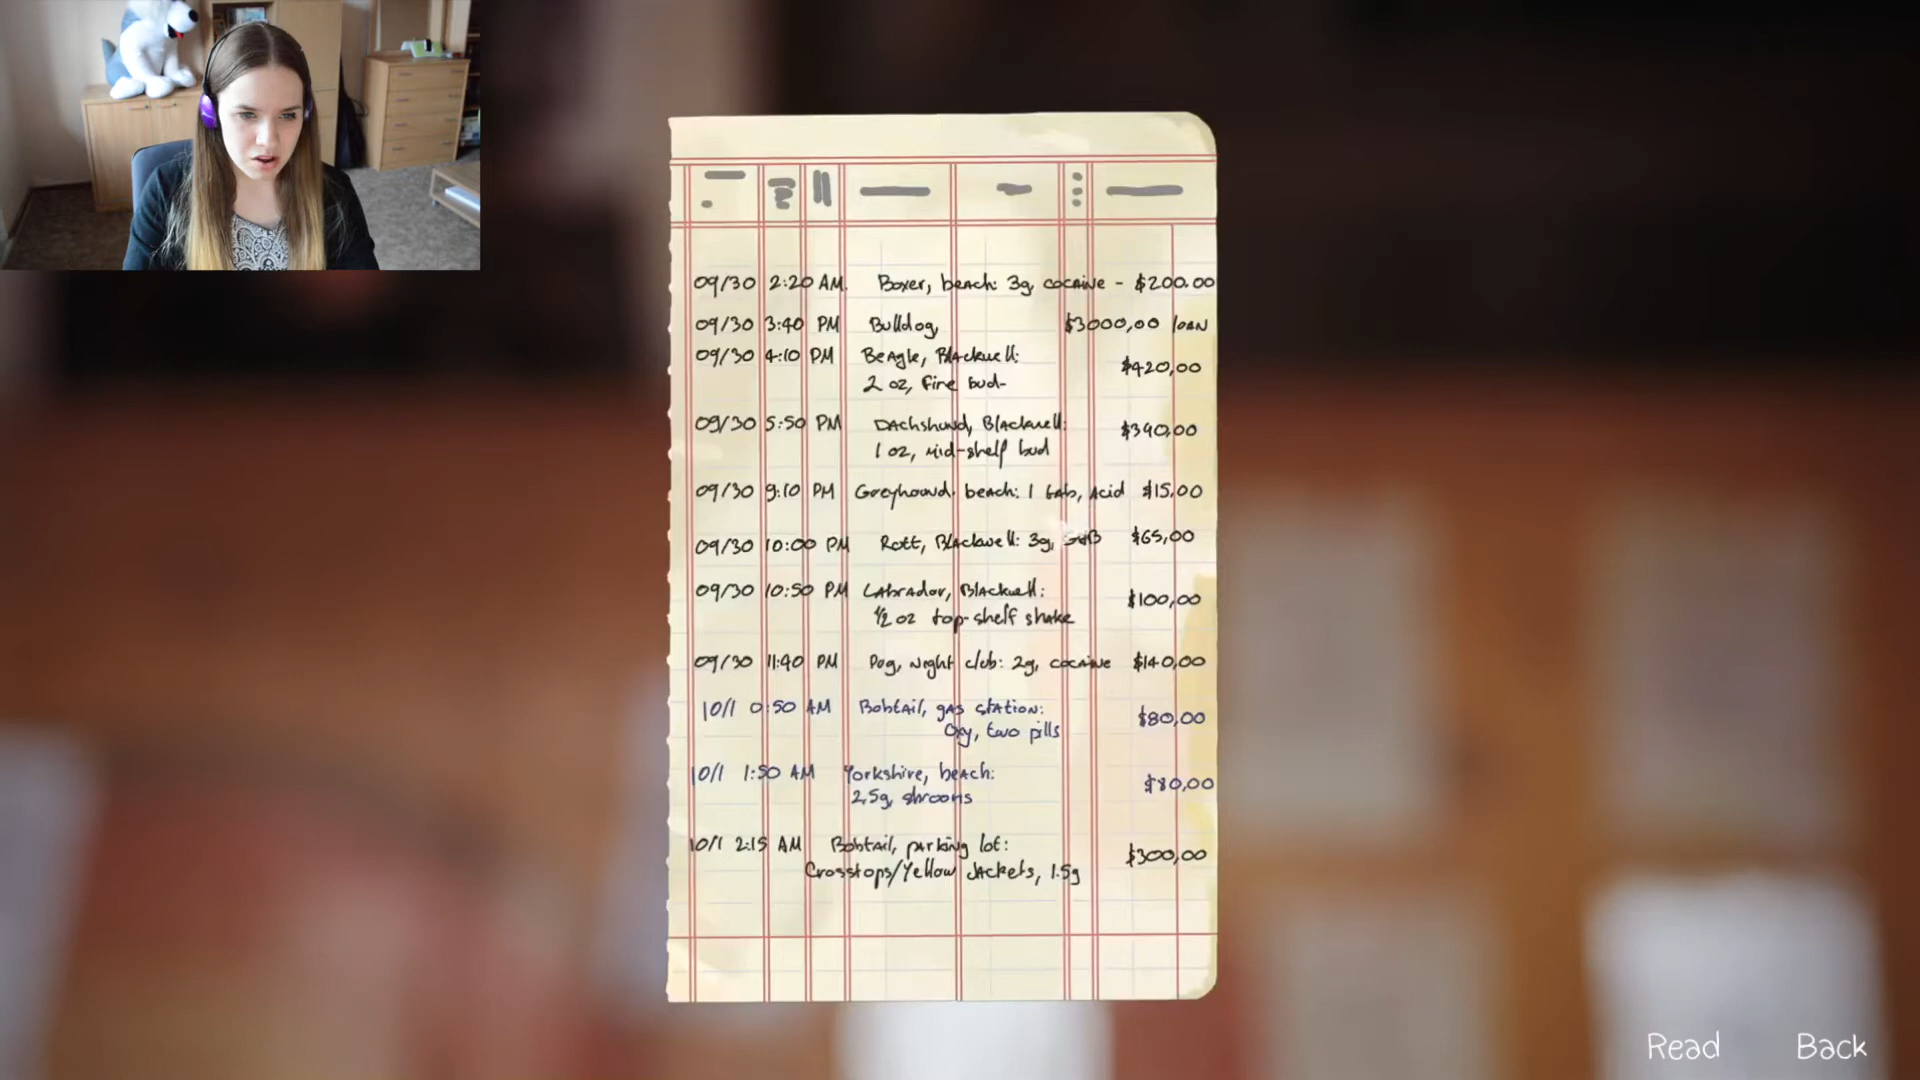 09/30 2:20 AM. Boxer, beach: 3g, cocaine - $200.00
09/30 3:40 PM Bulldog, $3000,00 loan
09/30 4:10 PM Beagle, Blackwell:
2 oz, fine bud- $420,00
09/30 5:50 PM Dachshund, Blackwell:
1 oz, mid-shelf bud $340,00
09/30 9:10 PM Greyhound, beach: 1 tab, acid $15,00
09/30 10:00 PM Rott, Blackwell: 3g, GHB $65,00
09/30 10:50 PM Labrador, Blackwell:
1/2 oz top-shelf shake $100,00
09/30 11:40 PM Pog, night club: 2g, cocaine $140,00
10/1 0:50 AM Bobtail, gas station:
Oxy, two pills $80,00
10/1 1:50 AM Yorkshire, beach:
2,5g, shrooms $80,00
10/1 2:15 AM Bobtail, parking lot:
Crosstops/Yellow Jackets, 1.5g $300,00
Read Back